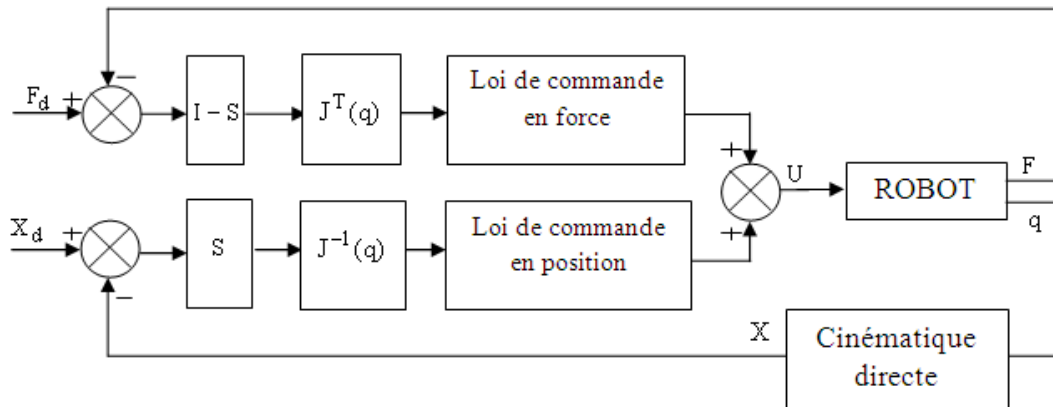 F_d
+
−
I − S
J^T(q)
Loi de commande
en force
+
X_d
+
−
S
J^{-1}(q)
Loi de commande
en position
+
U
ROBOT
F
q
X
Cinématique
directe